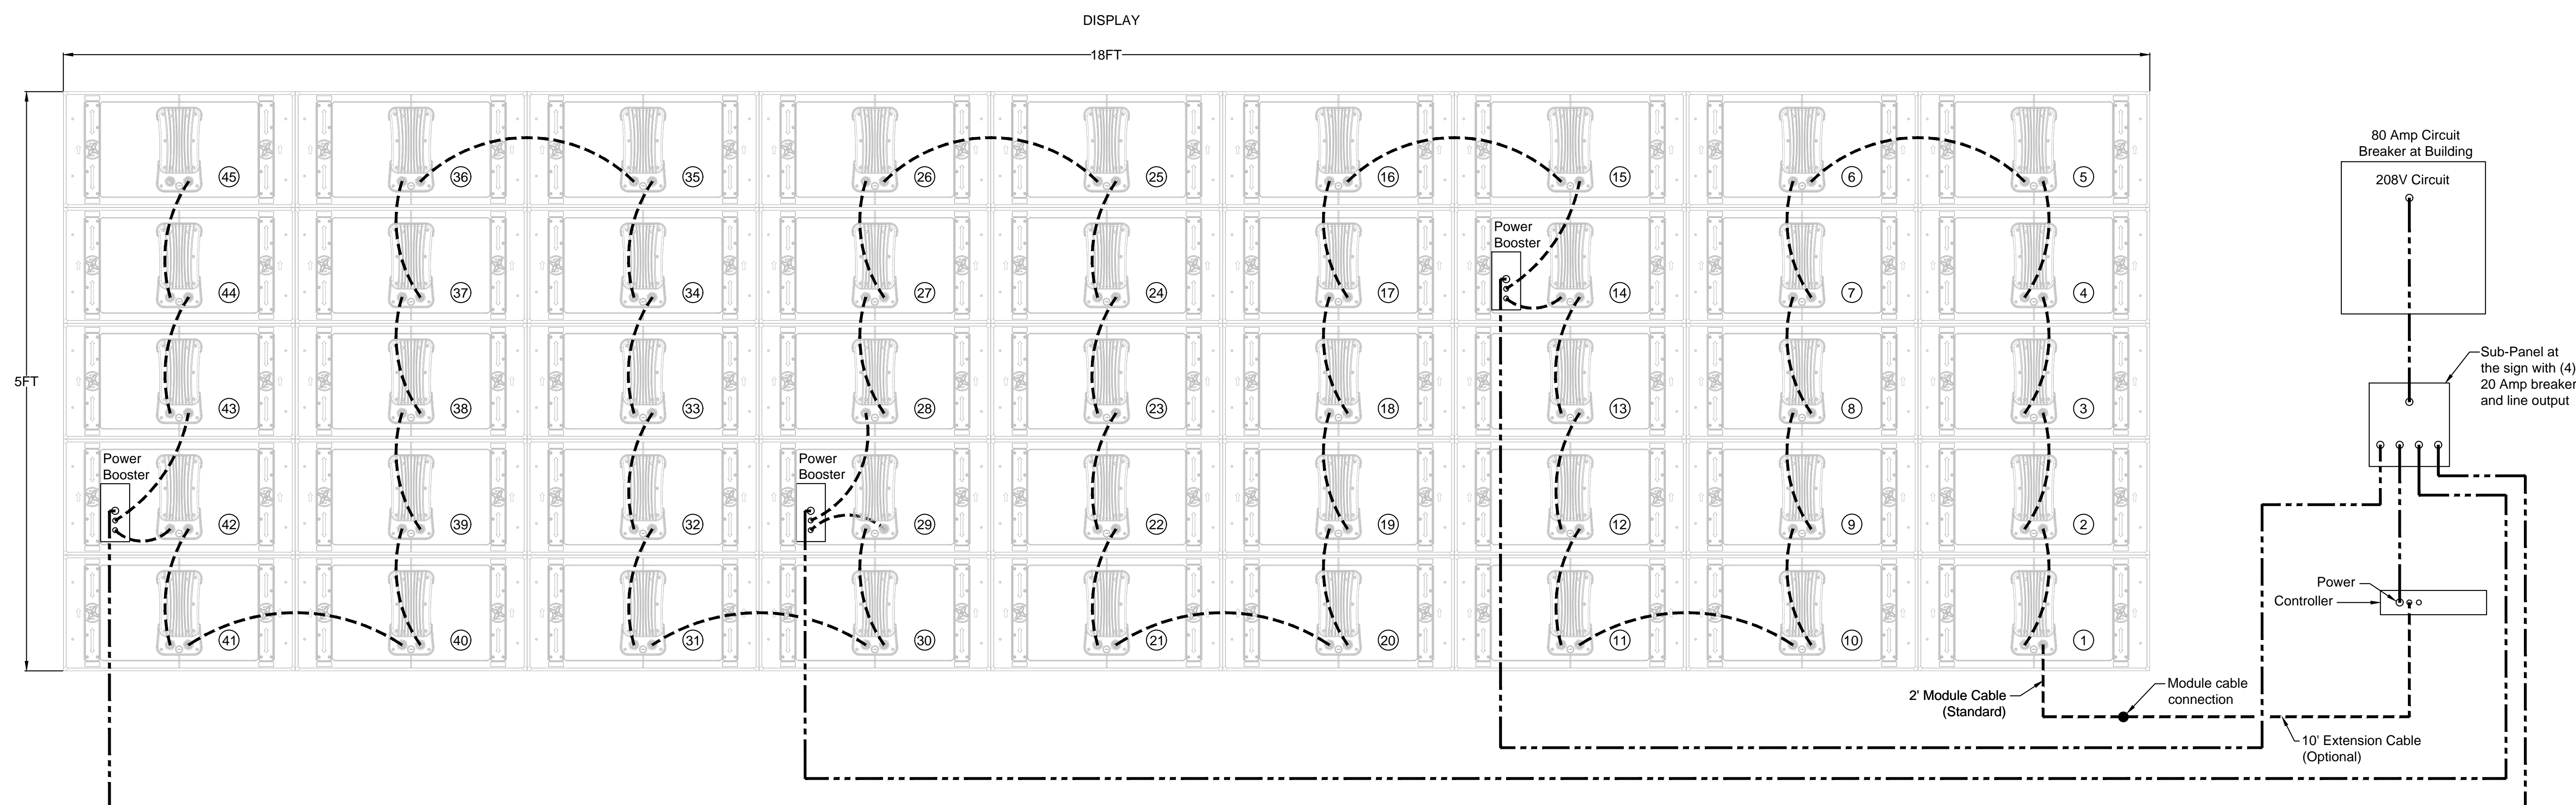 DISPLAY
18FT
5FT
45
36
35
26
25
16
15
6
5
44
37
34
27
24
17
Power
Booster
14
7
4
43
38
33
28
23
18
13
8
3
Power
Booster
42
39
32
Power
Booster
29
22
19
12
9
2
41
40
31
30
21
20
11
10
1
80 Amp Circuit
Breaker at Building
208V Circuit
Sub-Panel at
the sign with (4)
20 Amp breaker
and line output
Power
Controller
2' Module Cable
(Standard)
Module cable
connection
10' Extension Cable
(Optional)